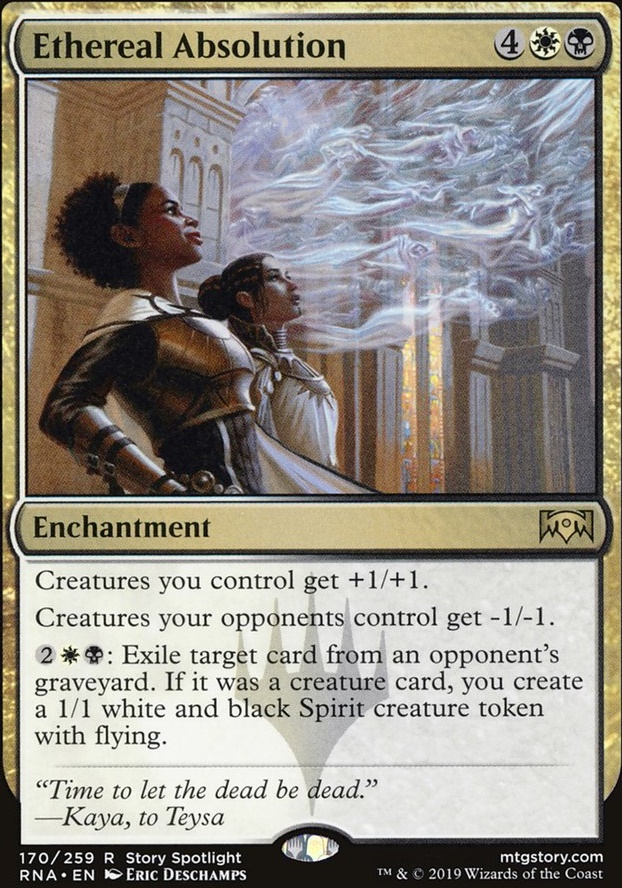 Ethereal Absolution 4
Enchantment
Creatures you control get +1/+1.
Creatures your opponents control get -1/-1.
2 : Exile target card from an opponent's
graveyard. If it was a creature card, you create
a 1/1 white and black Spirit creature token
with flying.
“Time to let the dead be dead.”
—Kaya, to Teysa
170/259 R Story Spotlight
RNA • EN Eric Deschamps
mtgstory.com
™ & © 2019 Wizards of the Coast